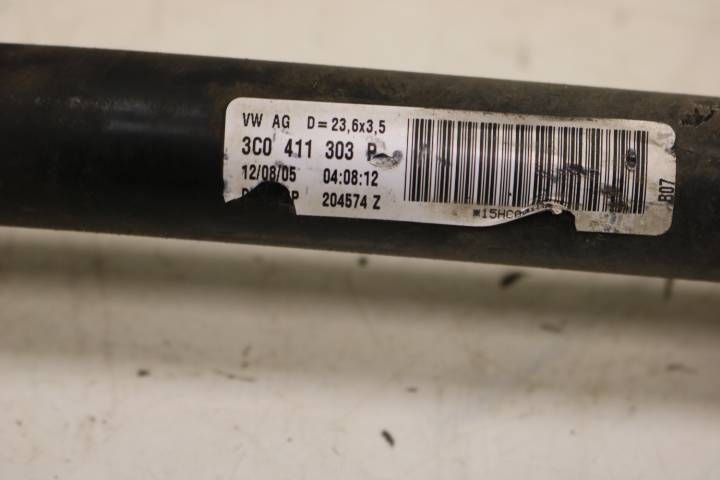 VW AG D=23,6x3,5
3C0 411 303 P
12/08/05 04:08:12
204574 Z
B07